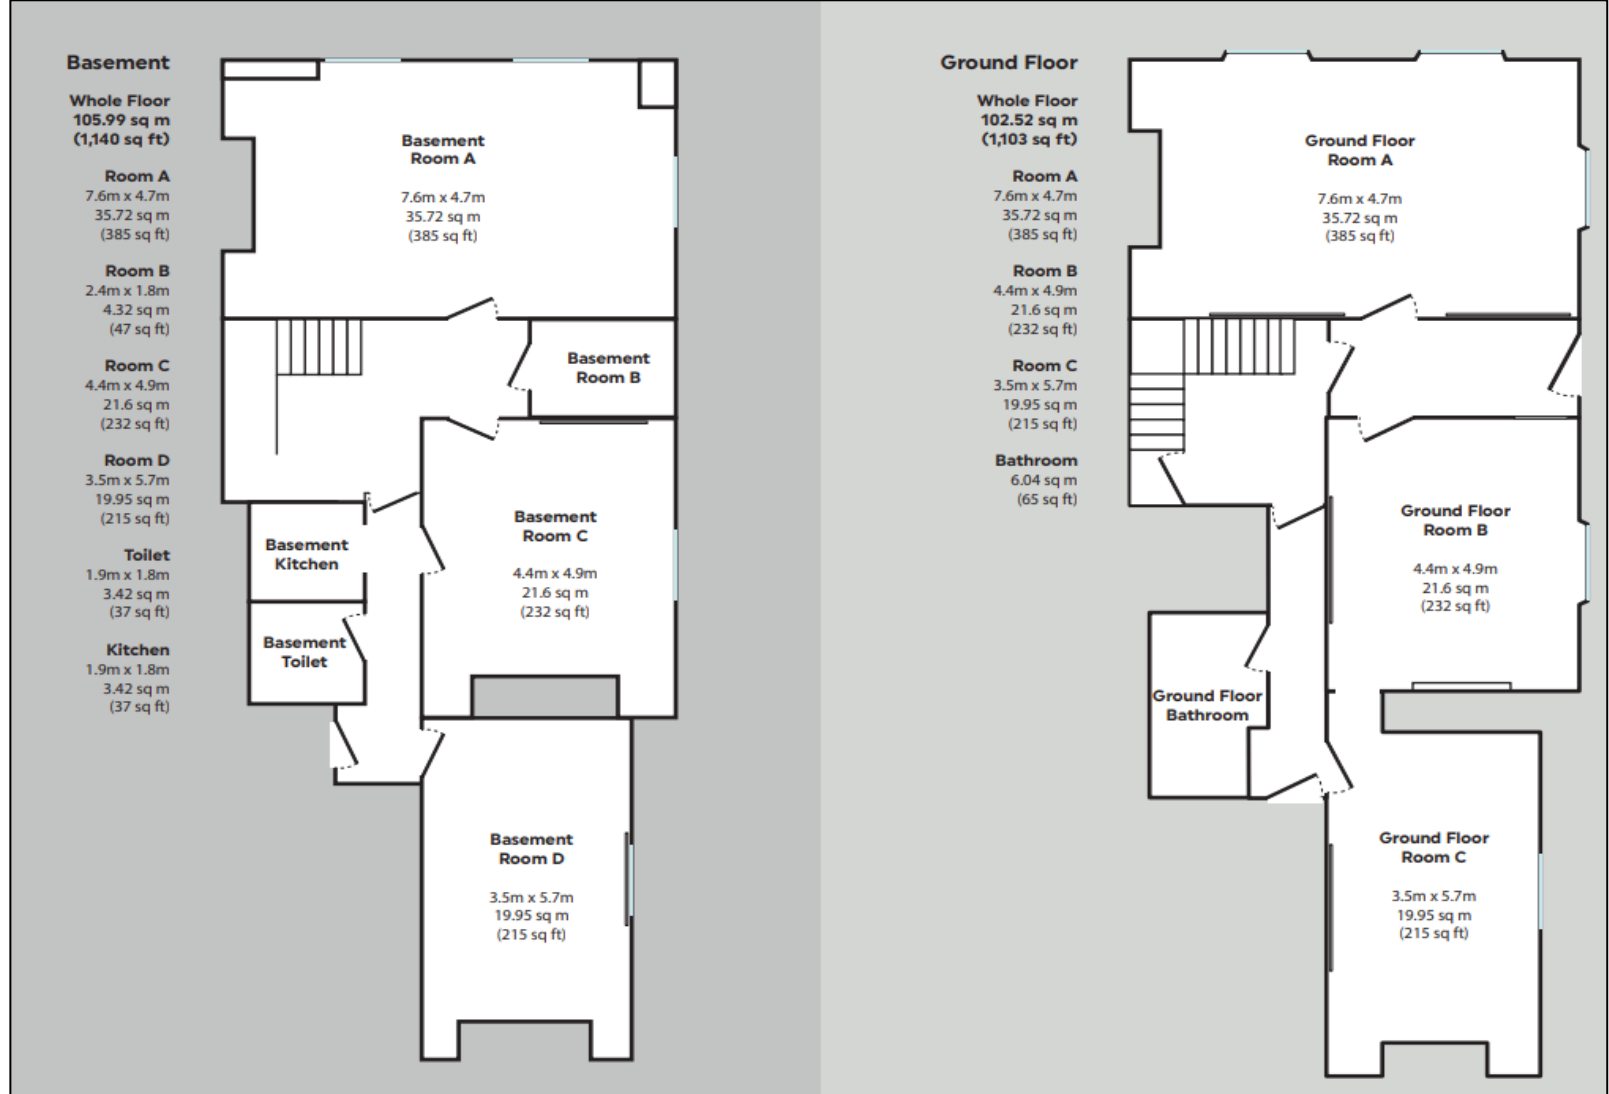 Basement
Whole Floor
105.99 sq m
(1,140 sq ft)
Room A
7.6m x 4.7m
35.72 sq m
(385 sq ft)
Room B
2.4m x 1.8m
4.32 sq m
(47 sq ft)
Room C
4.4m x 4.9m
21.6 sq m
(232 sq ft)
Room D
3.5m x 5.7m
19.95 sq m
(215 sq ft)
Toilet
1.9m x 1.8m
3.42 sq m
(37 sq ft)
Kitchen
1.9m x 1.8m
3.42 sq m
(37 sq ft)
Basement
Room A
7.6m x 4.7m
35.72 sq m
(385 sq ft)
Basement
Room B
Basement
Room C
4.4m x 4.9m
21.6 sq m
(232 sq ft)
Basement
Kitchen
Basement
Toilet
Basement
Room D
3.5m x 5.7m
19.95 sq m
(215 sq ft)
Ground Floor
Whole Floor
102.52 sq m
(1,103 sq ft)
Room A
7.6m x 4.7m
35.72 sq m
(385 sq ft)
Room B
4.4m x 4.9m
21.6 sq m
(232 sq ft)
Room C
3.5m x 5.7m
19.95 sq m
(215 sq ft)
Bathroom
6.04 sq m
(65 sq ft)
Ground Floor
Room A
7.6m x 4.7m
35.72 sq m
(385 sq ft)
Ground Floor
Room B
4.4m x 4.9m
21.6 sq m
(232 sq ft)
Ground Floor
Bathroom
Ground Floor
Room C
3.5m x 5.7m
19.95 sq m
(215 sq ft)